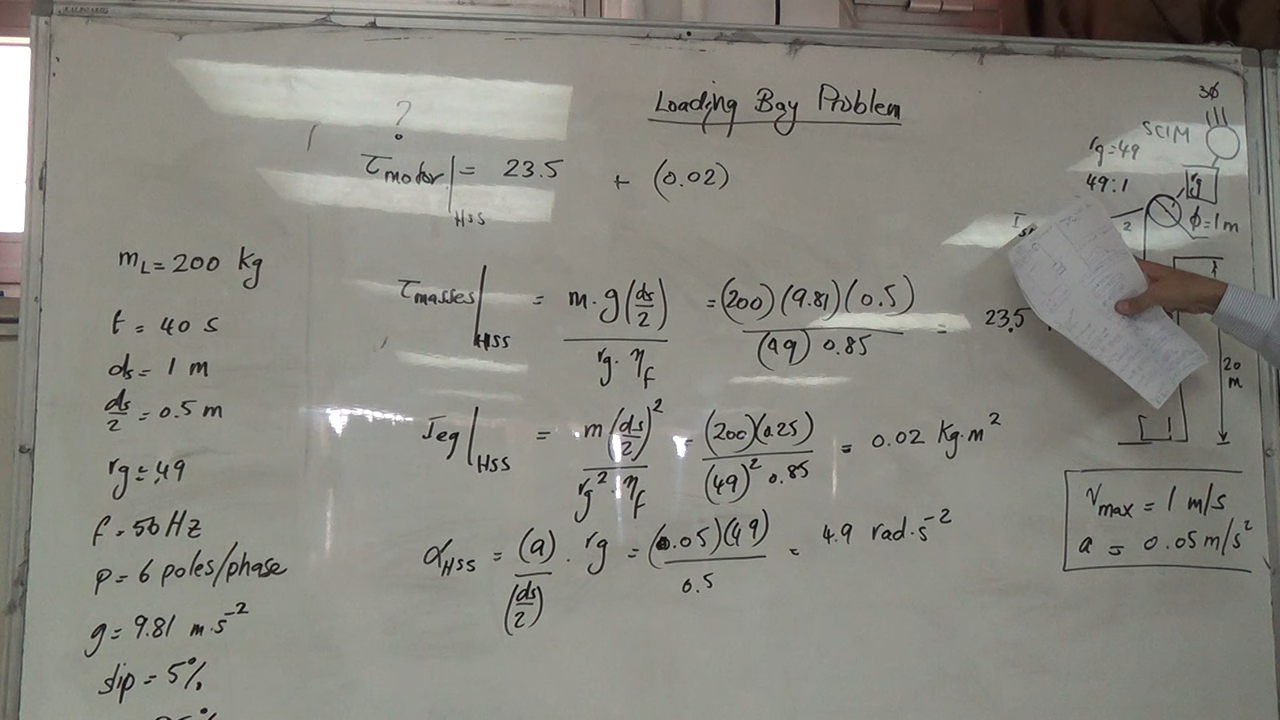 Loading Bay Problem
?
τmotor|HSS = 23.5 + (0.02)
mL = 200 kg
t = 40 s
ds = 1 m
ds/2 = 0.5 m
rg = 49
f = 50 Hz
P = 6 poles/phase
g = 9.81 m.s⁻²
slip = 5%
τmasses|HSS = m.g(ds/2) / rg.ηf = (200)(9.81)(0.5) / (49) 0.85 = 23.5
Ieq|HSS = m(ds/2)² / rg².ηf = (200)(0.25) / (49)² 0.85 = 0.02 Kg.m²
αHSS = (a)/(ds/2) . rg = (0.05)(49) / 0.5 = 4.9 rad.s⁻²
3φ
SCIM
rg = 49
49:1
rg
φ = 1m
2
20
m
Vmax = 1 m/s
a = 0.05 m/s²